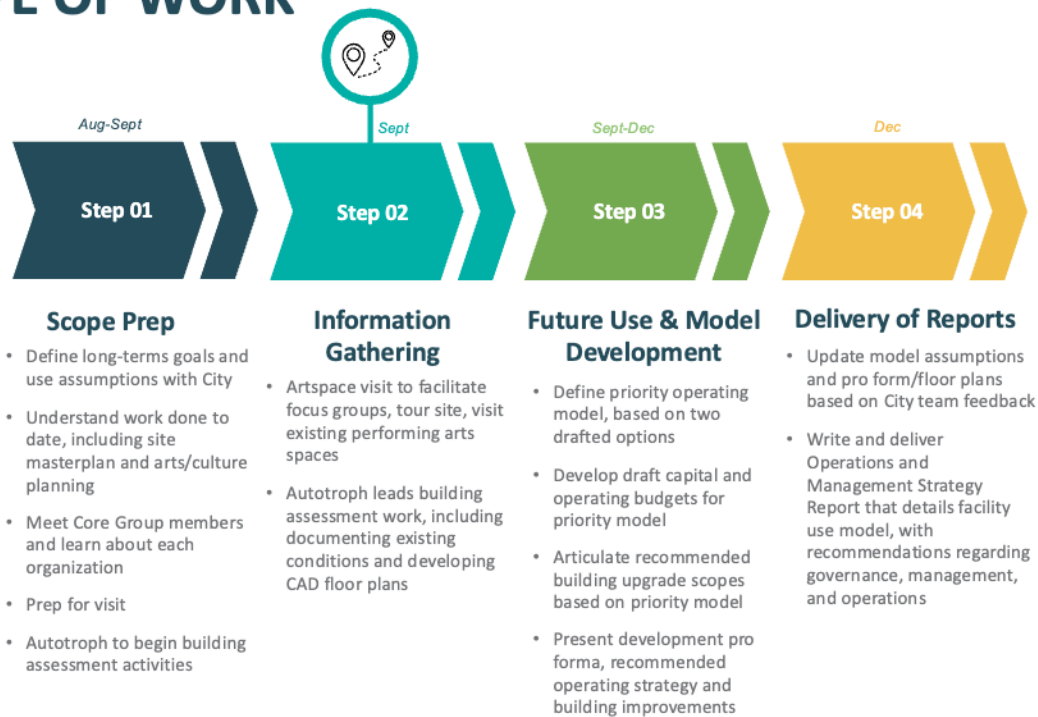 OF WORK
Aug-Sept
Sept
Sept-Dec
Dec
Step 01
Step 02
Step 03
Step 04
Scope Prep
• Define long-terms goals and
use assumptions with City
• Understand work done to
date, including site
masterplan and arts/culture
planning
• Meet Core Group members
and learn about each
organization
• Prep for visit
• Autotroph to begin building
assessment activities
Information
Gathering
• Artspace visit to facilitate
focus groups, tour site, visit
existing performing arts
spaces
• Autotroph leads building
assessment work, including
documenting existing
conditions and developing
CAD floor plans
Future Use & Model
Development
• Define priority operating
model, based on two
drafted options
• Develop draft capital and
operating budgets for
priority model
• Articulate recommended
building upgrade scopes
based on priority model
• Present development pro
forma, recommended
operating strategy and
building improvements
Delivery of Reports
• Update model assumptions
and pro form/floor plans
based on City team feedback
• Write and deliver
Operations and
Management Strategy
Report that details facility
use model, with
recommendations regarding
governance, management,
and operations